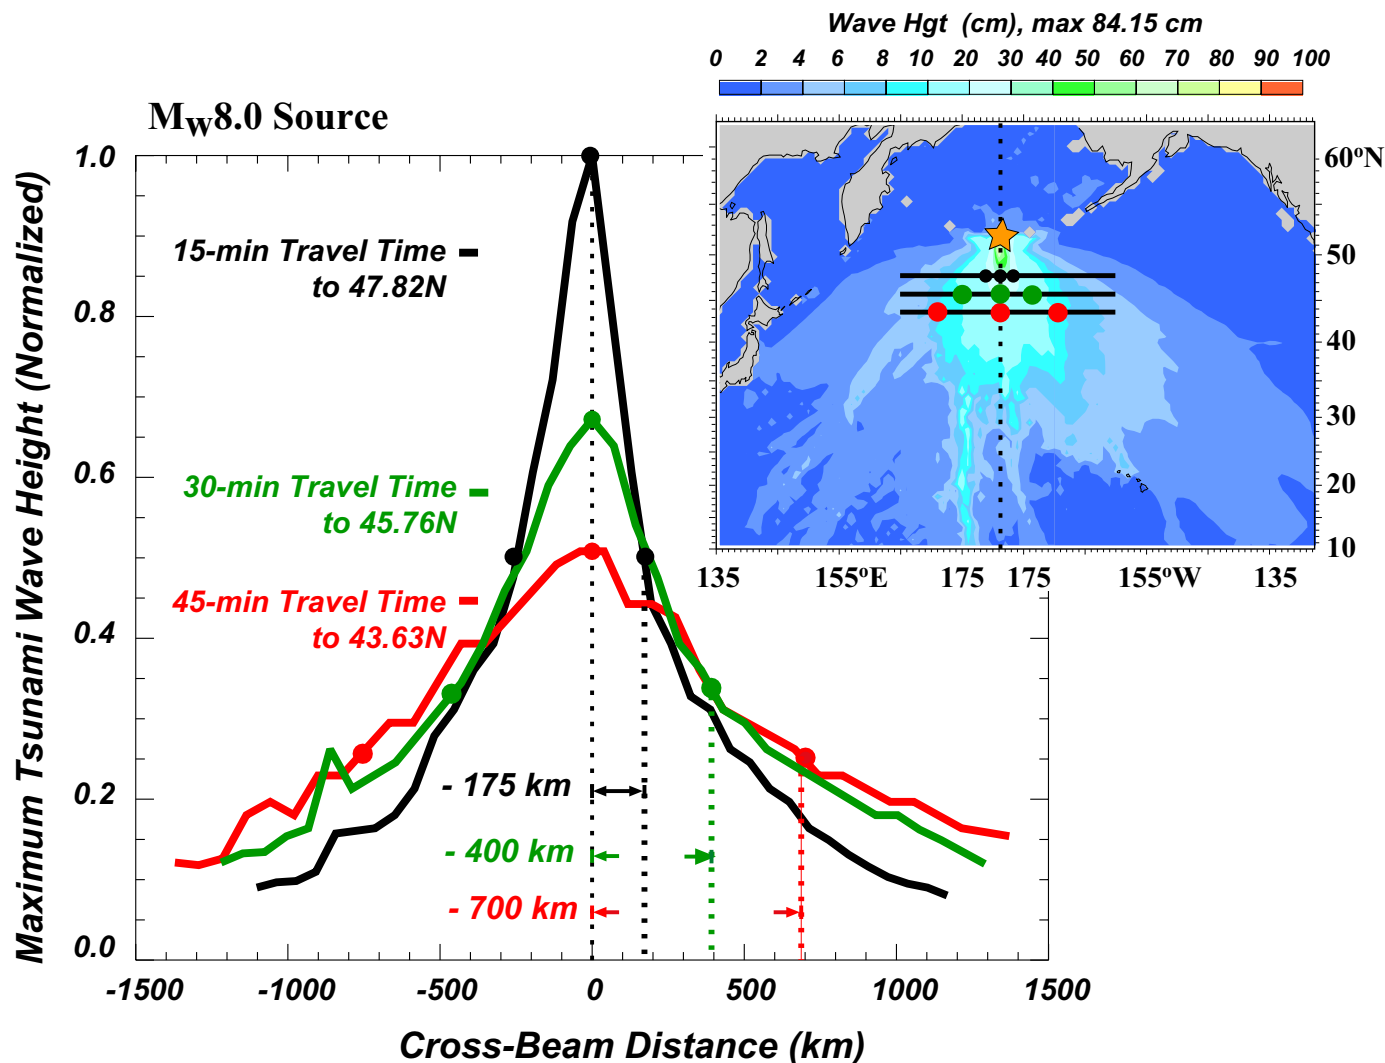 Wave Hgt (cm), max 84.15 cm
0 2 4 6 8 10 20 28 30 40 60 80 90 100
Mw8.0 Source
60oN
50
40
30
20
10
135 155oE 175 175 155oW 135
Maximum Tsunami Wave Height (Normalized)
1.0
0.8
0.6
0.4
0.2
0.0
15-min Travel Time
to 47.82N
30-min Travel Time
to 45.76N
45-min Travel Time
to 43.63N
- 175 km
- 400 km
- 700 km
-1500 -1000 -500 0 500 1000 1500
Cross-Beam Distance (km)